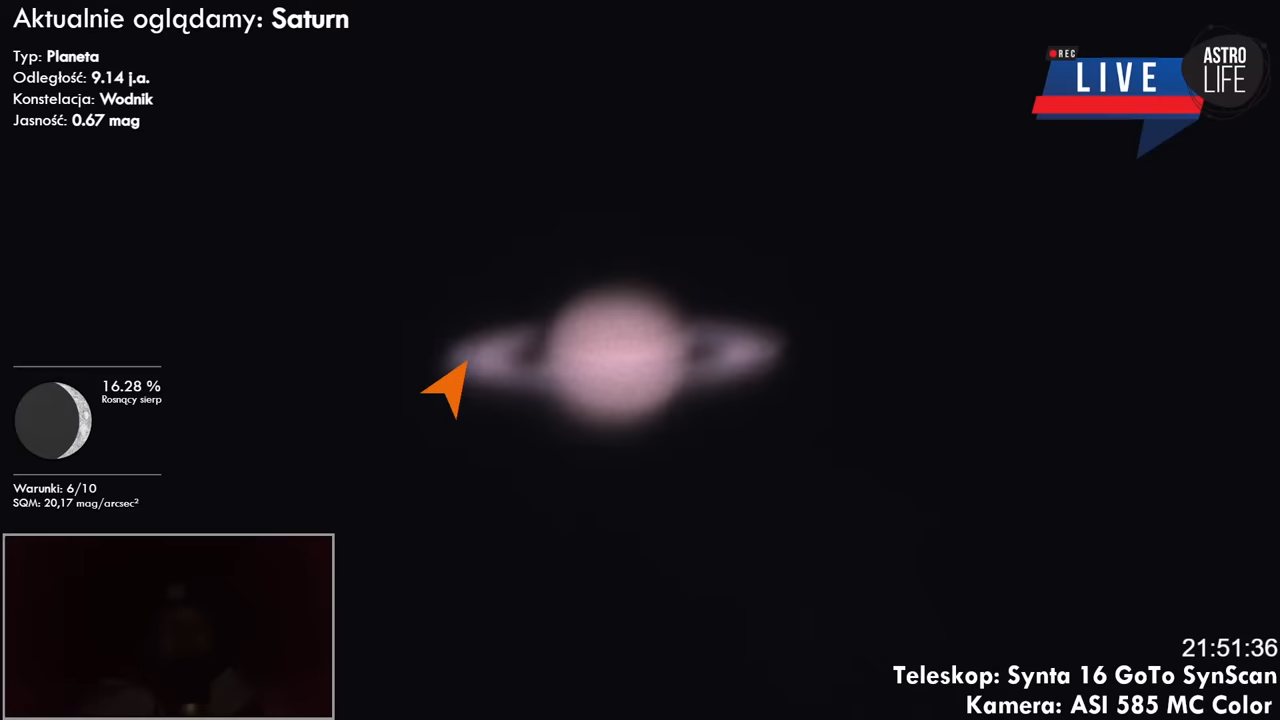 Aktualnie oglądamy: Saturn
Typ: Planeta
Odległość: 9.14 j.a.
Konstelacja: Wodnik
Jasność: 0.67 mag
REC
LIVE
ASTRO
LIFE
16.28 %
Rosnący sierp
Warunki: 6/10
SQM: 20,17 mag/arcsec²
21:51:36
Teleskop: Synta 16 GoTo SynScan
Kamera: ASI 585 MC Color